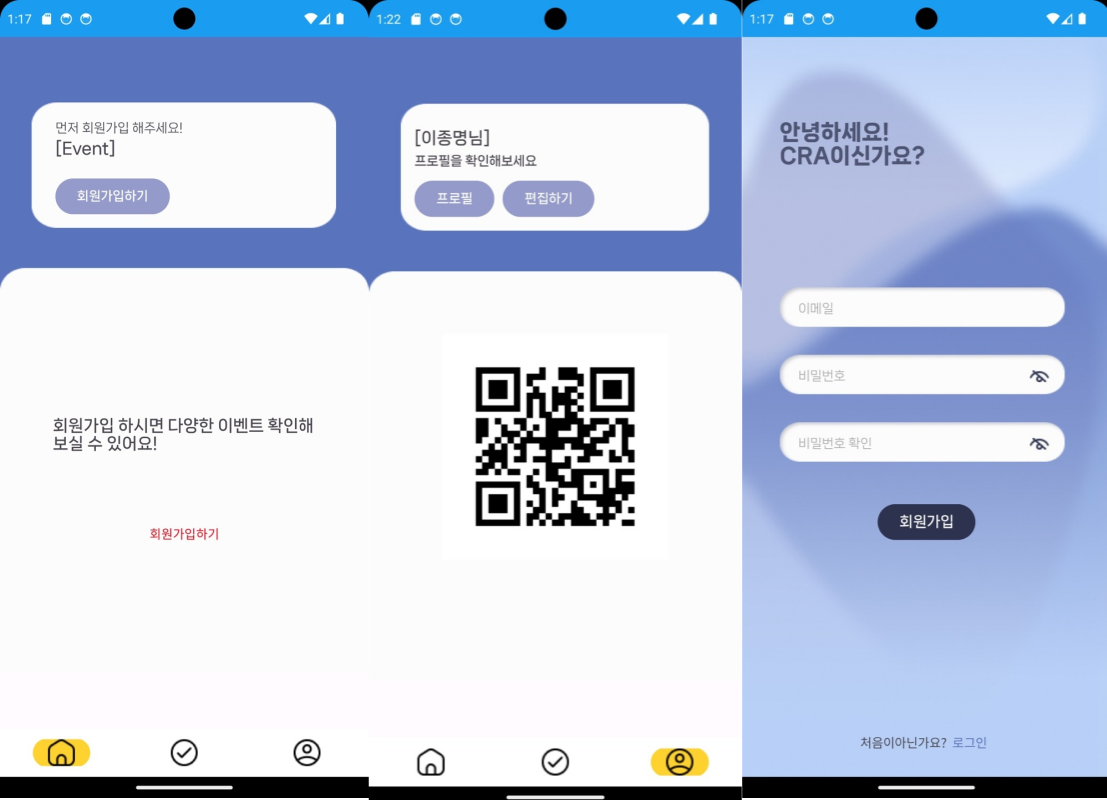 1:17
먼저 회원가입 해주세요!
[Event]
회원가입하기
회원가입 하시면 다양한 이벤트 확인해
보실 수 있어요!
회원가입하기
1:22
[이종명님]
프로필을 확인해보세요
프로필
편집하기
1:17
안녕하세요!
CRA이신가요?
이메일
비밀번호
비밀번호 확인
회원가입
처음이아닌가요? 로그인